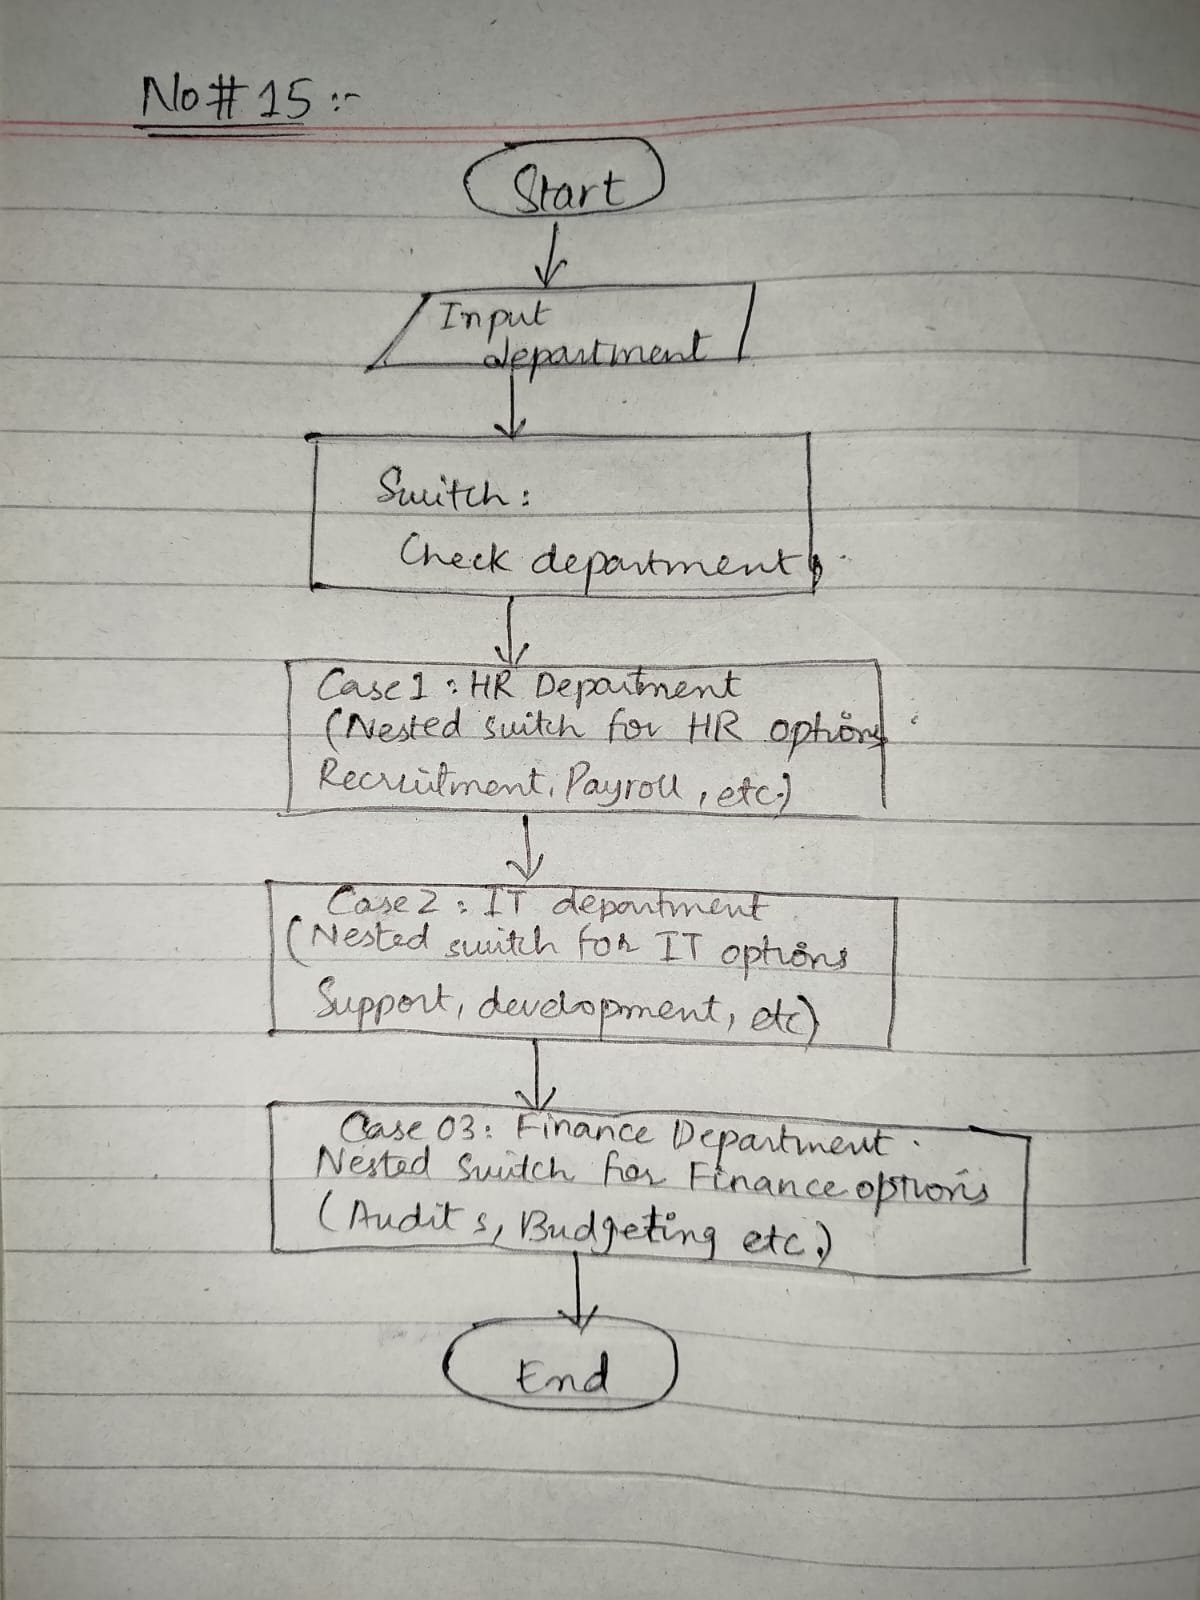 No # 15 :-
Start
Input
department
Switch:
Check department
Case 1 : HR Department
(Nested switch for HR options
Recruitment, Payroll, etc.)
Case 2 : IT department
(Nested switch for IT options
Support, development, etc)
Case 03: Finance Department.
Nested switch for Finance options
(Audits, Budgeting etc.)
End